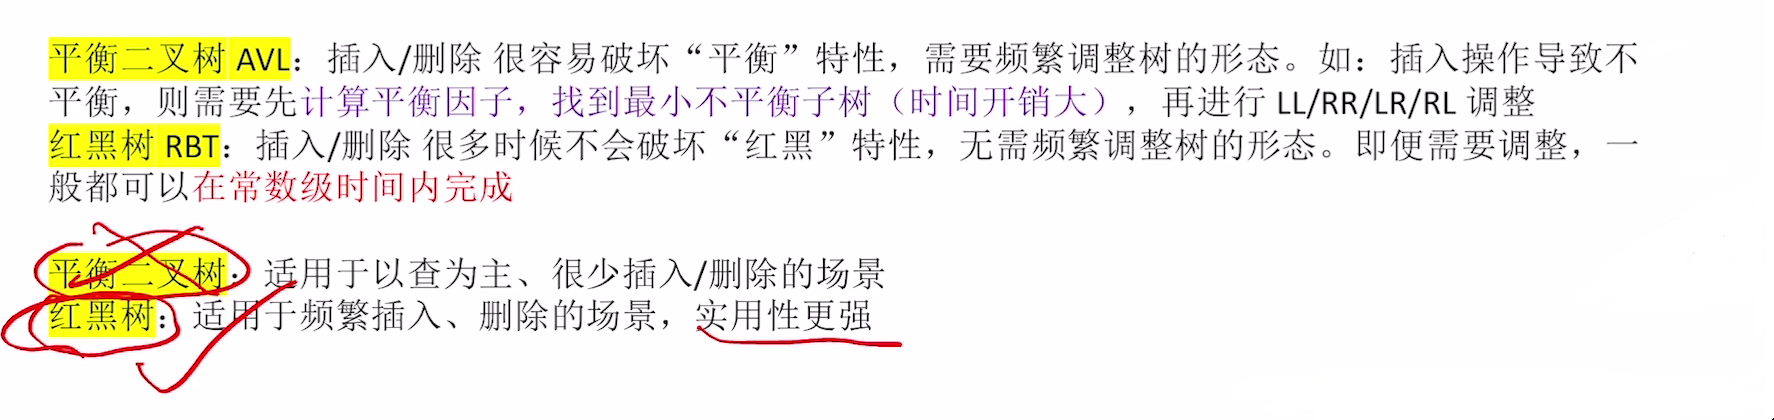 平衡二叉树 AVL：插入/删除 很容易破坏“平衡”特性，需要频繁调整树的形态。如：插入操作导致不
平衡，则需要先计算平衡因子，找到最小不平衡子树（时间开销大），再进行 LL/RR/LR/RL 调整
红黑树 RBT：插入/删除 很多时候不会破坏“红黑”特性，无需频繁调整树的形态。即便需要调整，一
般都可以在常数级时间内完成
平衡二叉树：适用于以查为主、很少插入/删除的场景
红黑树：适用于频繁插入、删除的场景，实用性更强